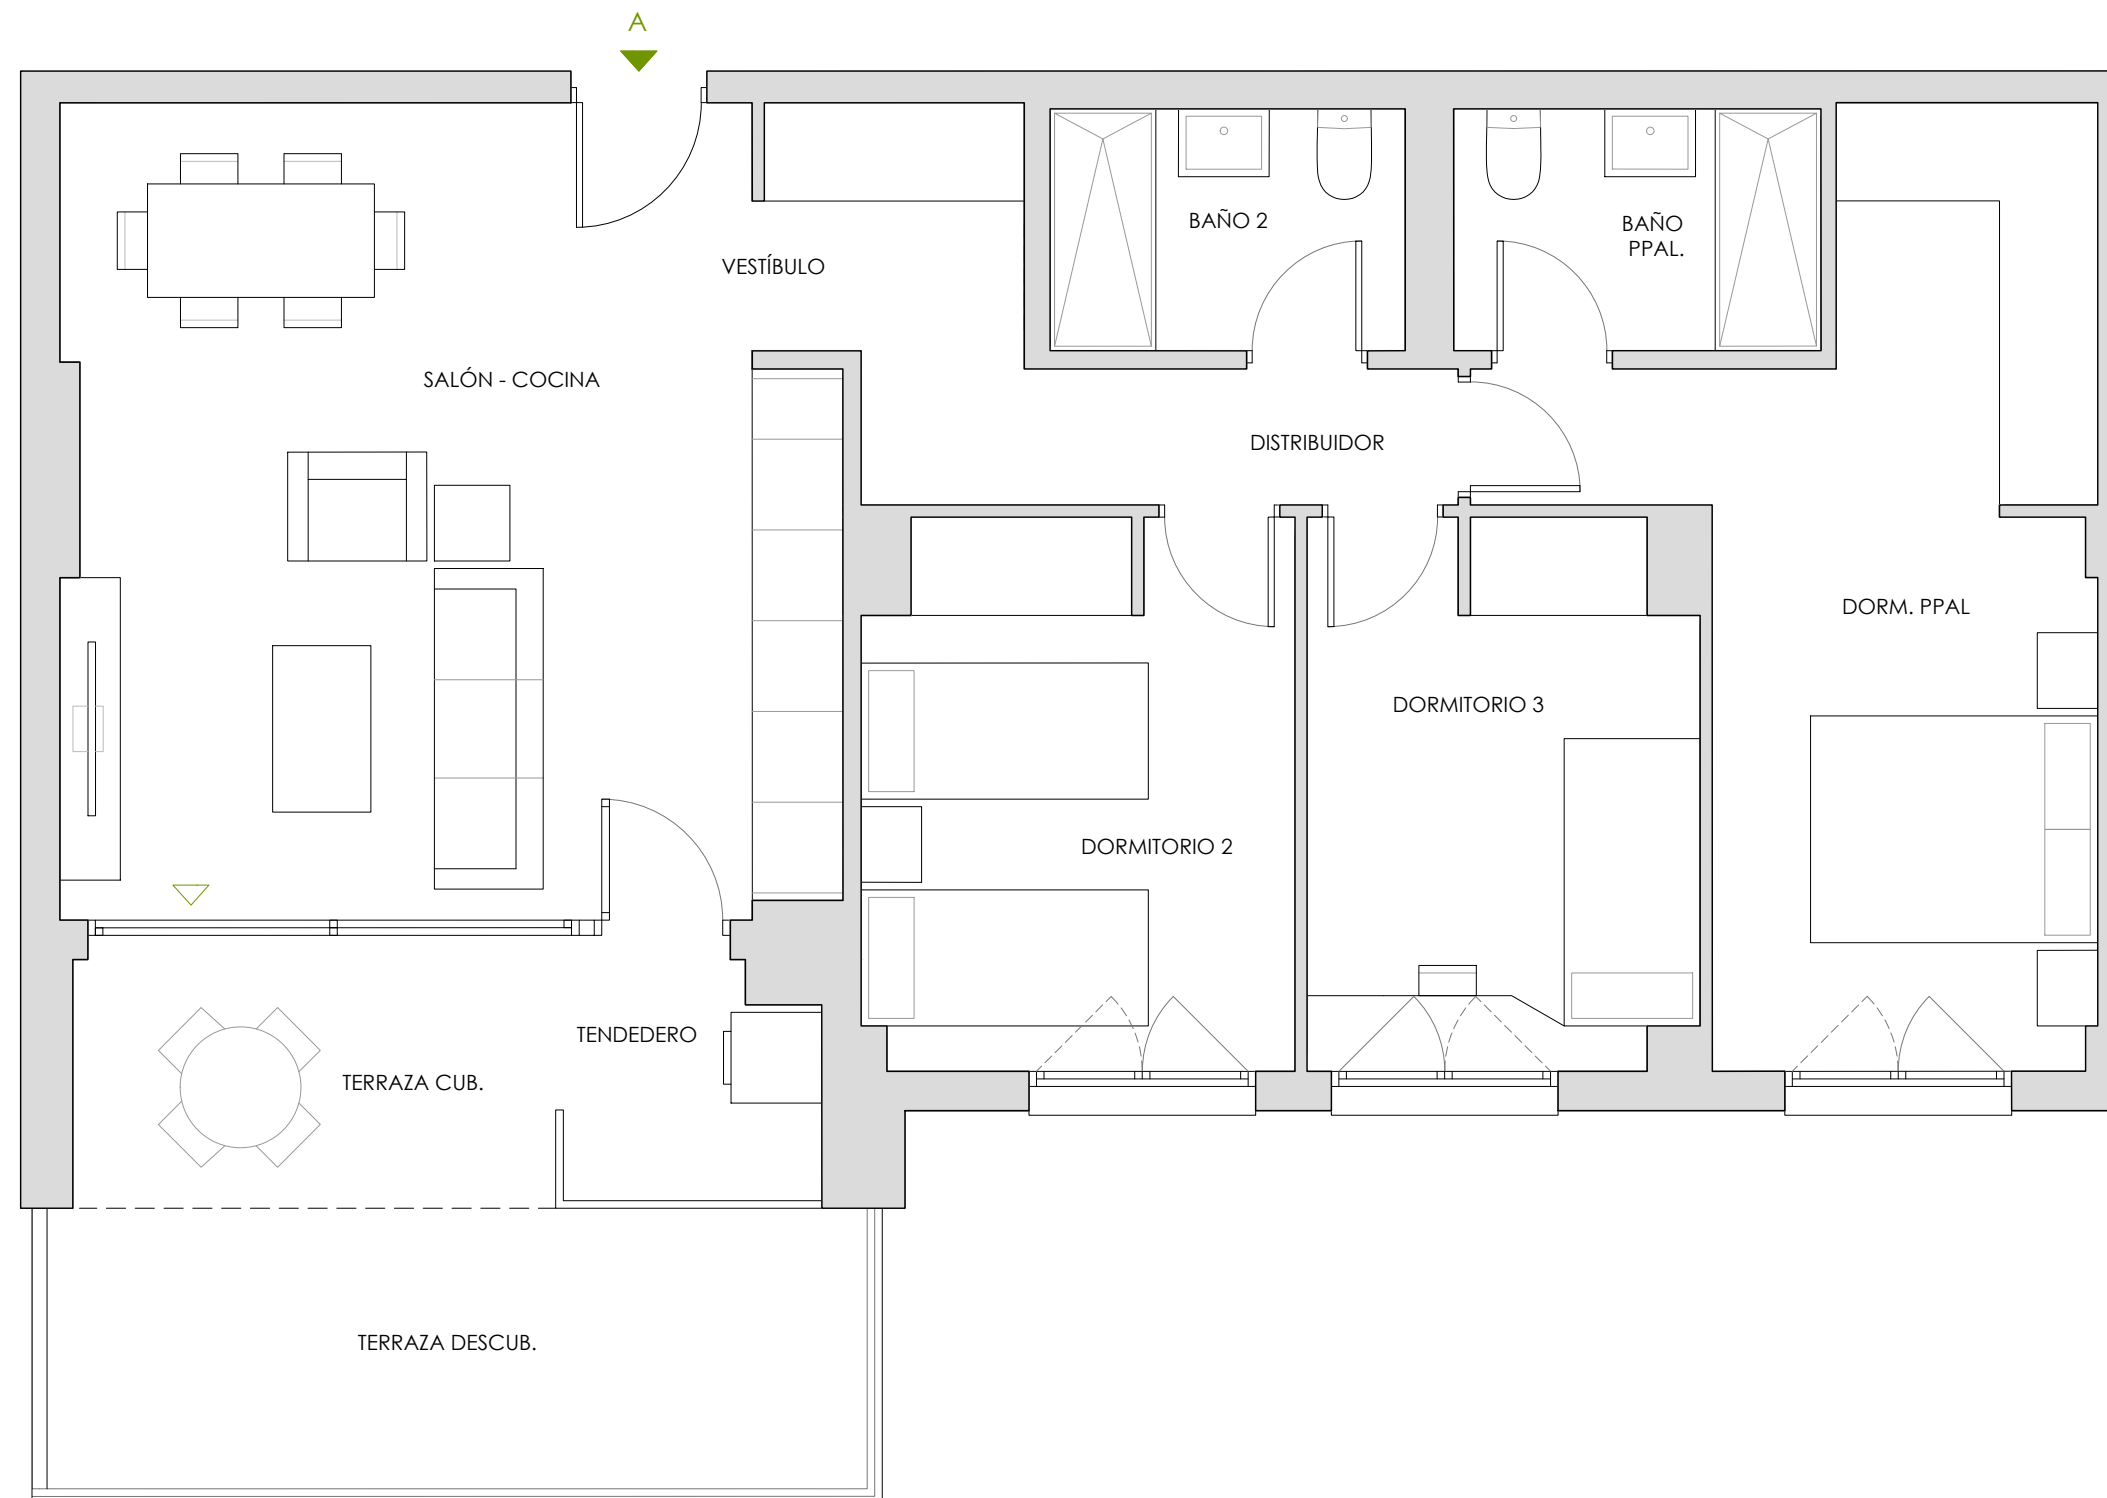 A
BAÑO 2
BAÑO
PPAL.
VESTÍBULO
SALÓN - COCINA
DISTRIBUIDOR
DORM. PPAL
DORMITORIO 3
DORMITORIO 2
TENDEDERO
TERRAZA CUB.
TERRAZA DESCUB.